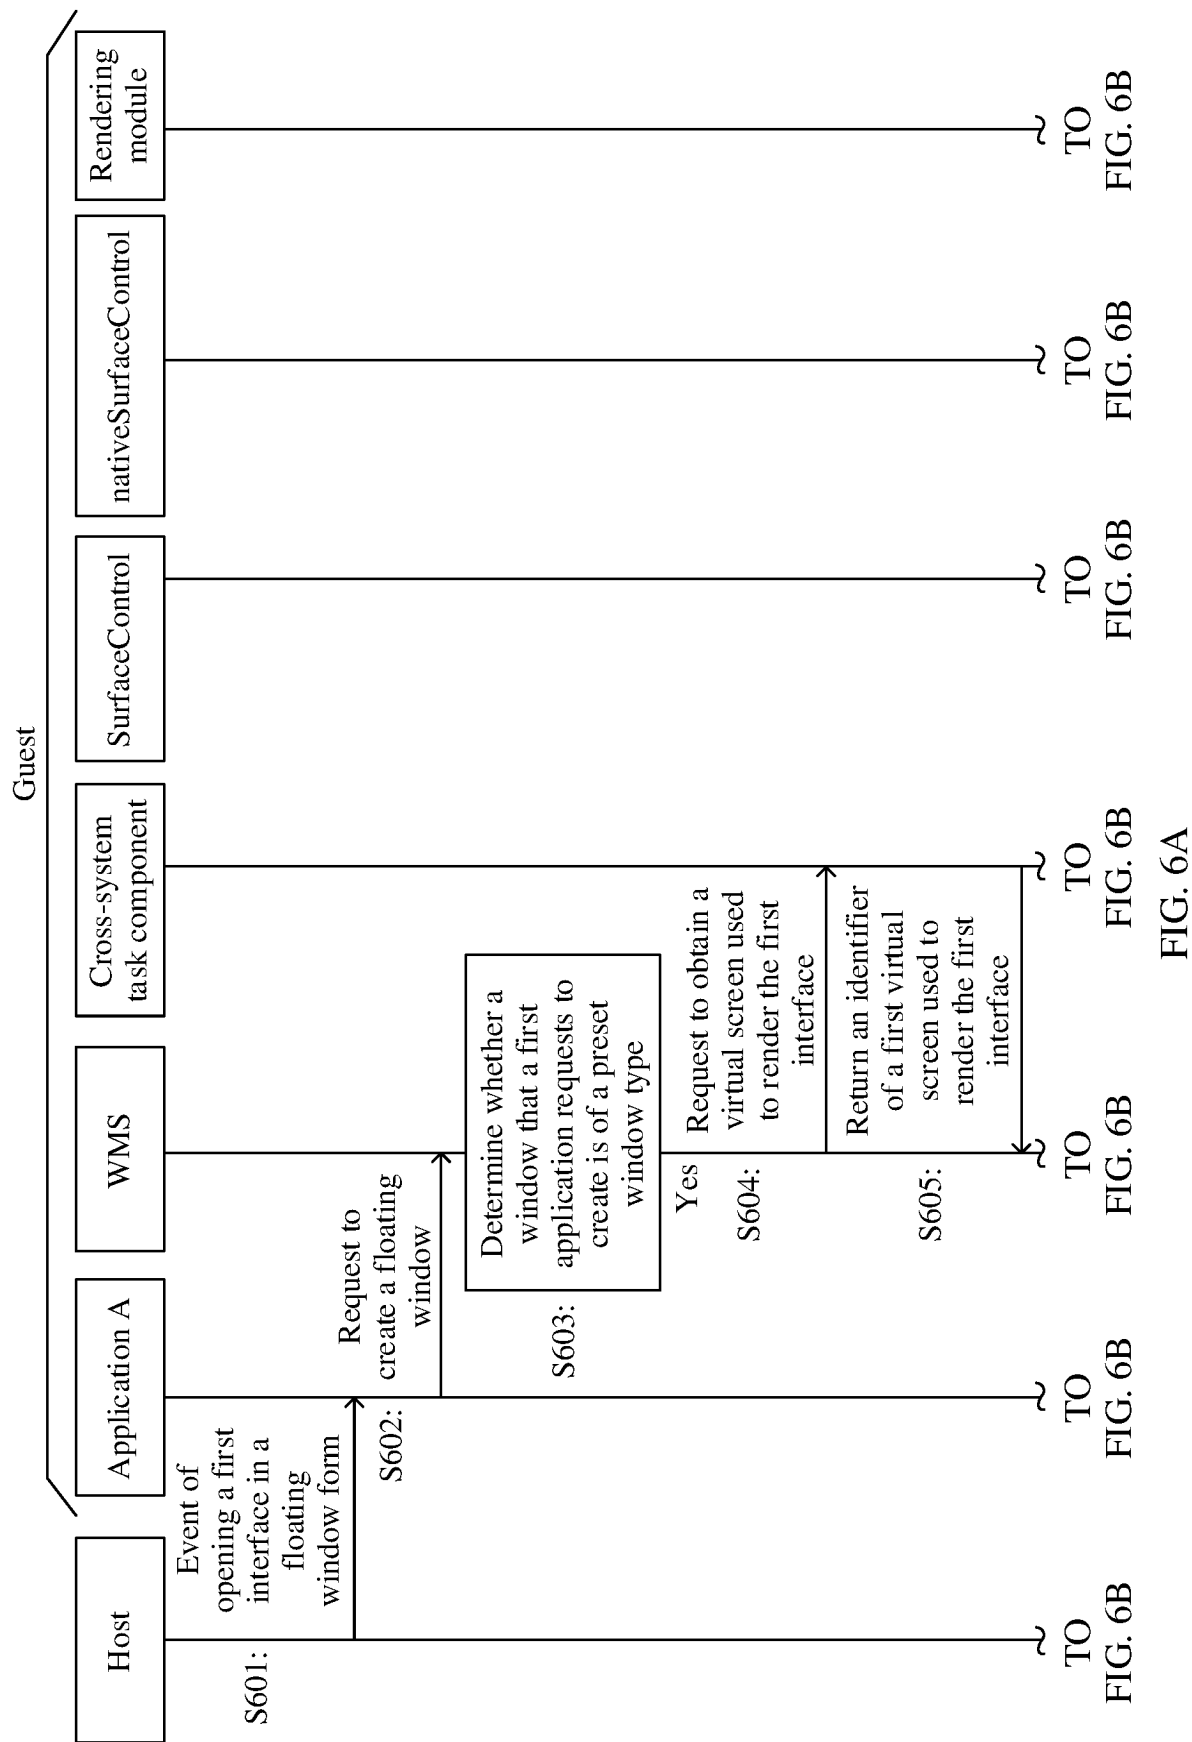 Guest
Host
Application A
WMS
Cross-system
task component
SurfaceControl
nativeSurfaceControl
Rendering
module
S601:
Event of
opening a first
interface in a
floating
window form
S602:
Request to
create a floating
window
S603:
Determine whether a
window that a first
application requests to
create is of a preset
window type
Yes
S604:
Request to obtain a
virtual screen used
to render the first
interface
S605:
Return an identifier
of a first virtual
screen used to
render the first
interface
TO
FIG. 6B
TO
FIG. 6B
TO
FIG. 6B
TO
FIG. 6B
TO
FIG. 6B
TO
FIG. 6B
TO
FIG. 6B
FIG. 6A